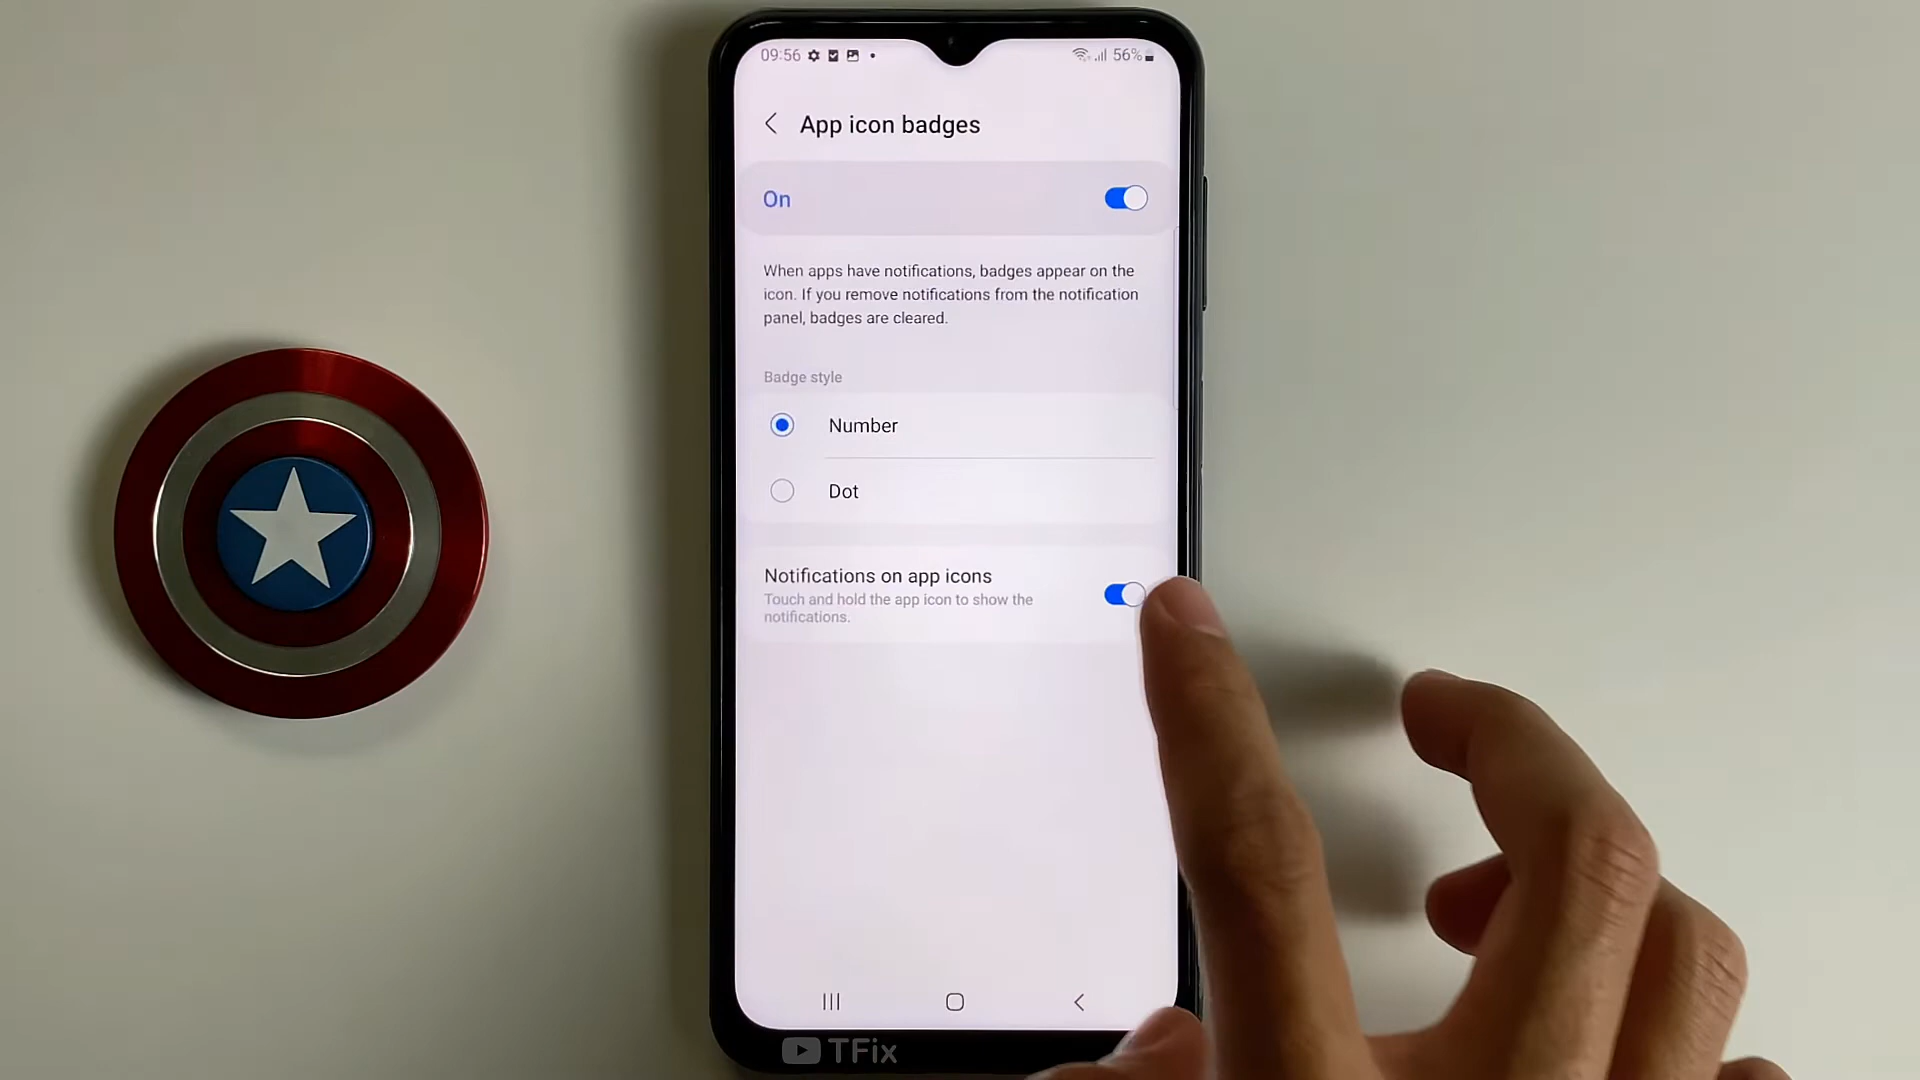 09:56
56%
App icon badges
On
When apps have notifications, badges appear on the
icon. If you remove notifications from the notification
panel, badges are cleared.
Badge style
Number
Dot
Notifications on app icons
Touch and hold the app icon to show the
notifications.
TFix